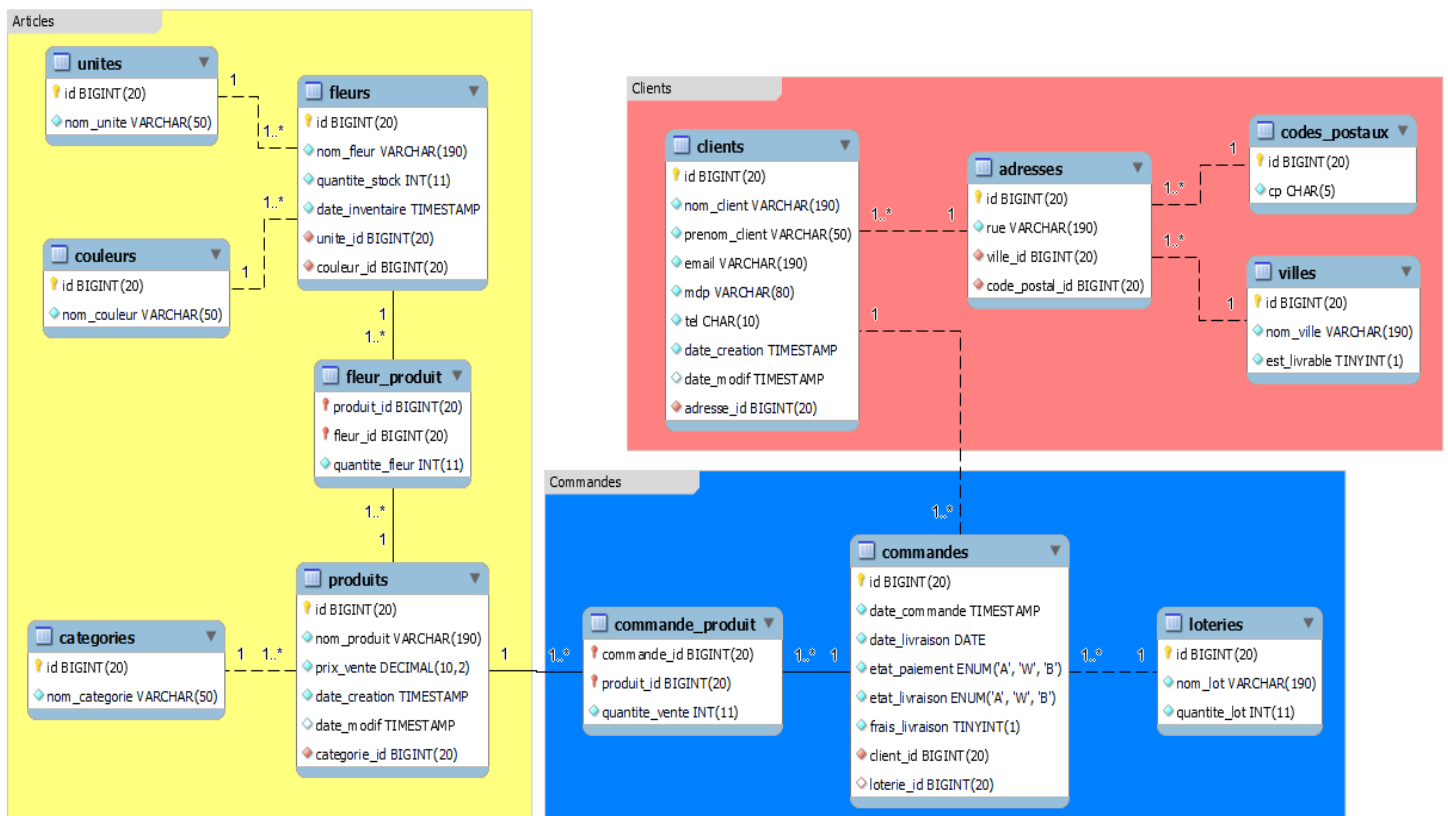 Articles
unites
id BIGINT(20)
nom_unite VARCHAR(50)
1
1..*
fleurs
id BIGINT(20)
nom_fleur VARCHAR(190)
quantite_stock INT(11)
date_inventaire TIMESTAMP
unite_id BIGINT(20)
couleur_id BIGINT(20)
1..*
1
couleurs
id BIGINT(20)
nom_couleur VARCHAR(50)
1
1..*
fleur_produit
produit_id BIGINT(20)
fleur_id BIGINT(20)
quantite_fleur INT(11)
1..*
1
produits
id BIGINT(20)
nom_produit VARCHAR(190)
prix_vente DECIMAL(10,2)
date_creation TIMESTAMP
date_modif TIMESTAMP
categorie_id BIGINT(20)
categories
id BIGINT(20)
nom_categorie VARCHAR(50)
1 1..*
Clients
clients
id BIGINT(20)
nom_client VARCHAR(190)
prenom_client VARCHAR(50)
email VARCHAR(190)
mdp VARCHAR(80)
tel CHAR(10)
date_creation TIMESTAMP
date_modif TIMESTAMP
adresse_id BIGINT(20)
1..* 1
adresses
id BIGINT(20)
rue VARCHAR(190)
ville_id BIGINT(20)
code_postal_id BIGINT(20)
1..*
1
codes_postaux
id BIGINT(20)
cp CHAR(5)
1..*
1
villes
id BIGINT(20)
nom_ville VARCHAR(190)
est_livrable TINYINT(1)
1
1..*
Commandes
1
1..*
commande_produit
commande_id BIGINT(20)
produit_id BIGINT(20)
quantite_vente INT(11)
1..* 1
commandes
id BIGINT(20)
date_commande TIMESTAMP
date_livraison DATE
etat_paiement ENUM('A', 'W', 'B')
etat_livraison ENUM('A', 'W', 'B')
frais_livraison TINYINT(1)
client_id BIGINT(20)
loterie_id BIGINT(20)
1..* 1
loteries
id BIGINT(20)
nom_lot VARCHAR(190)
quantite_lot INT(11)